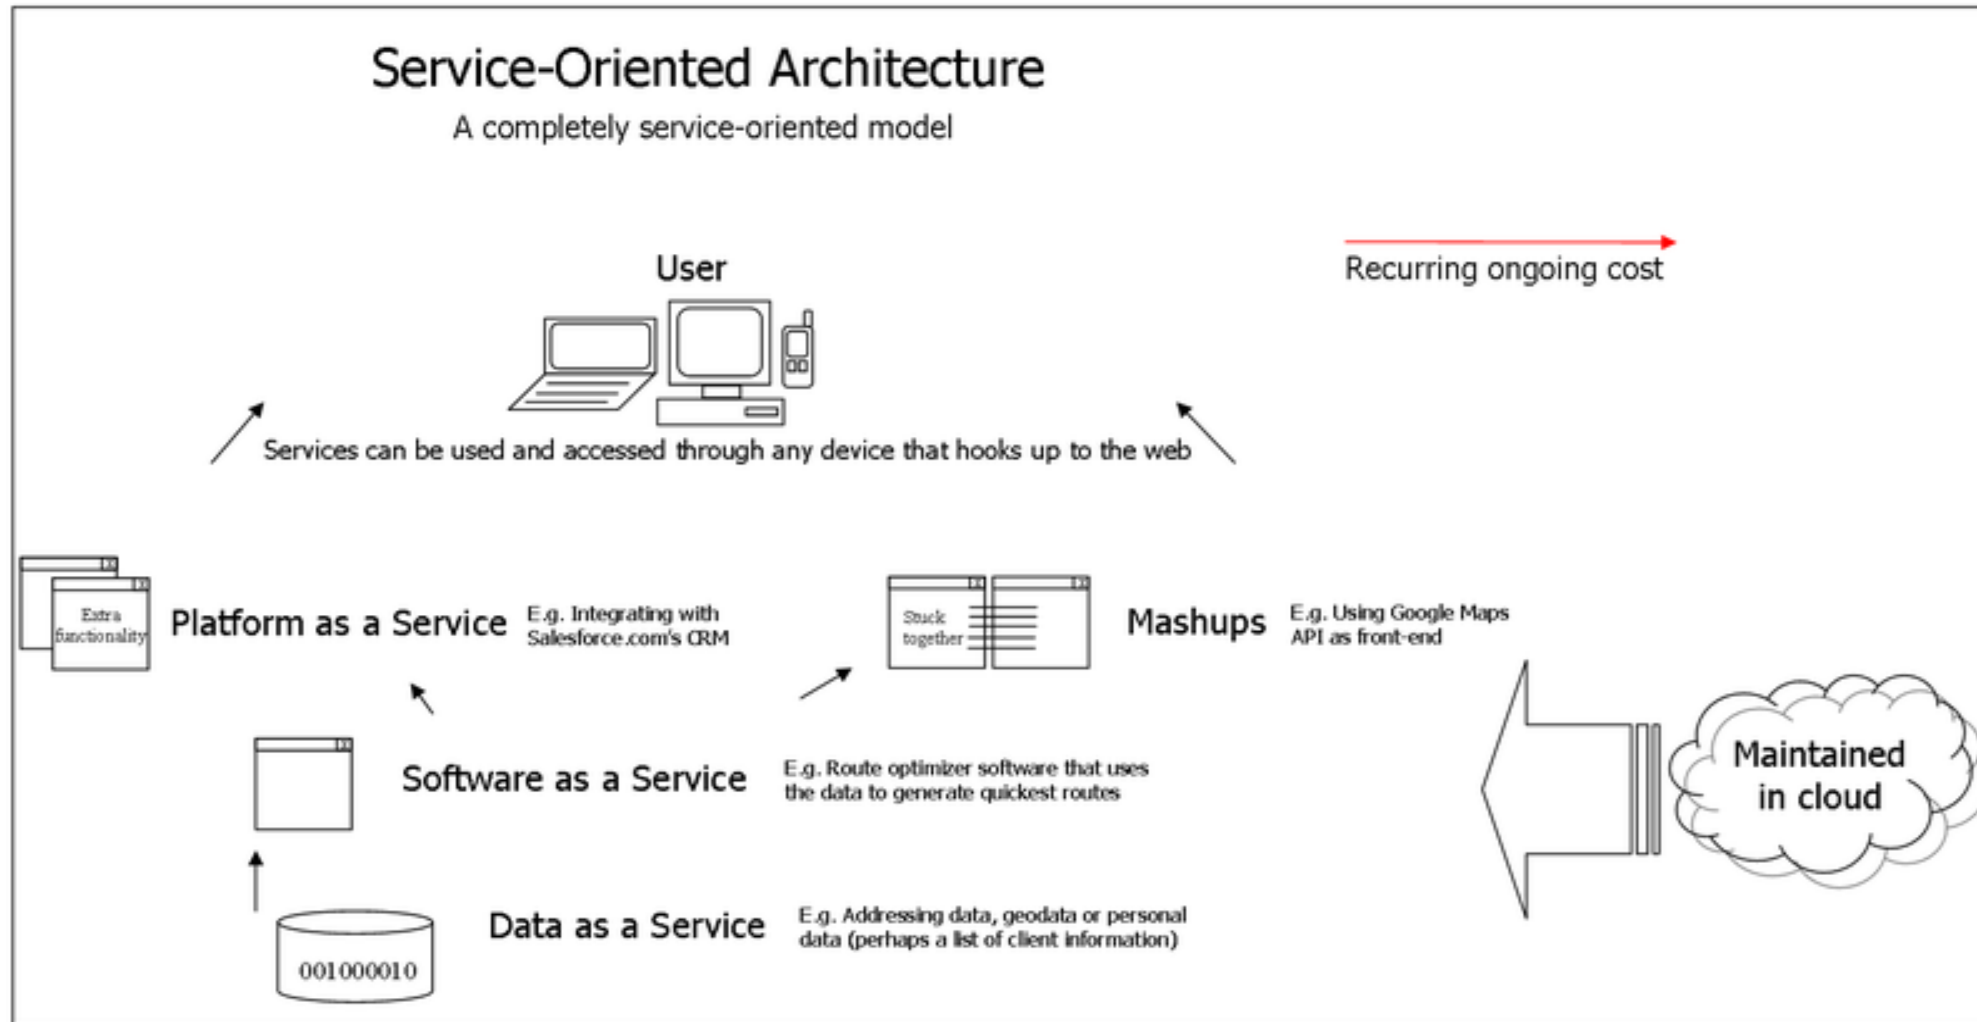 Service-Oriented Architecture
A completely service-oriented model
User
Recurring ongoing cost
Services can be used and accessed through any device that hooks up to the web
Extra
functionality
Platform as a Service
E.g. Integrating with
Salesforce.com's CRM
Stuck
together
Mashups
E.g. Using Google Maps
API as front-end
Software as a Service
E.g. Route optimizer software that uses
the data to generate quickest routes
Maintained
in cloud
Data as a Service
E.g. Addressing data, geodata or personal
data (perhaps a list of client information)
001000010